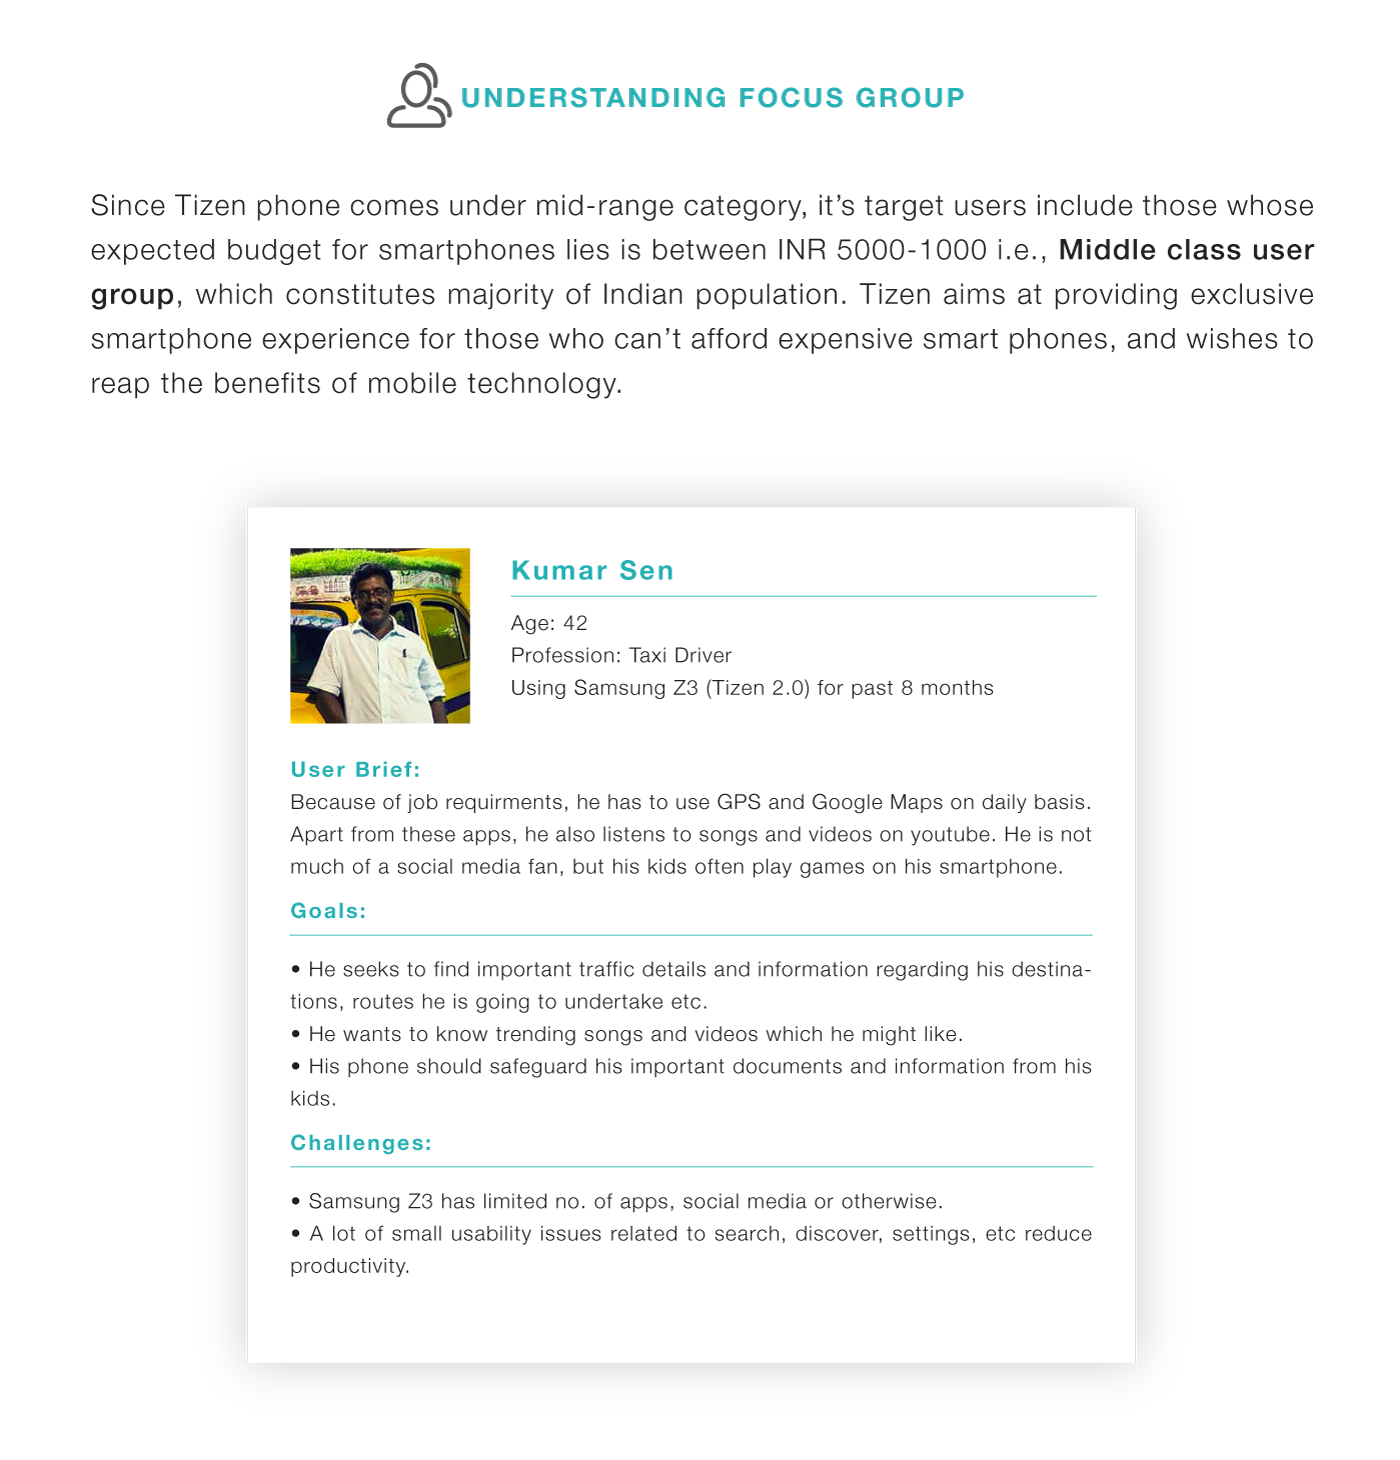 UNDERSTANDING FOCUS GROUP
Since Tizen phone comes under mid-range category, it’s target users include those whose
expected budget for smartphones lies is between INR 5000-1000 i.e., Middle class user
group, which constitutes majority of Indian population. Tizen aims at providing exclusive
smartphone experience for those who can’t afford expensive smart phones, and wishes to
reap the benefits of mobile technology.
Kumar Sen
Age: 42
Profession: Taxi Driver
Using Samsung Z3 (Tizen 2.0) for past 8 months
User Brief:
Because of job requirments, he has to use GPS and Google Maps on daily basis.
Apart from these apps, he also listens to songs and videos on youtube. He is not
much of a social media fan, but his kids often play games on his smartphone.
Goals:
• He seeks to find important traffic details and information regarding his destina-
tions, routes he is going to undertake etc.
• He wants to know trending songs and videos which he might like.
• His phone should safeguard his important documents and information from his
kids.
Challenges:
• Samsung Z3 has limited no. of apps, social media or otherwise.
• A lot of small usability issues related to search, discover, settings, etc reduce
productivity.